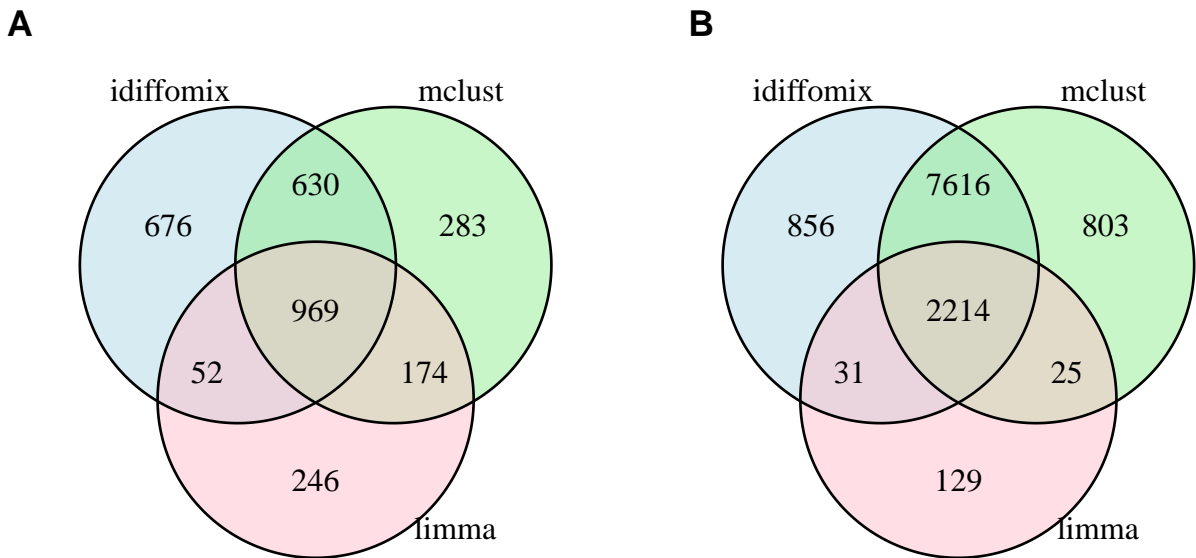 A
idiffomix
mclust
630
676
283
969
52
174
246
limma
B
idiffomix
mclust
7616
856
803
2214
31
25
129
limma